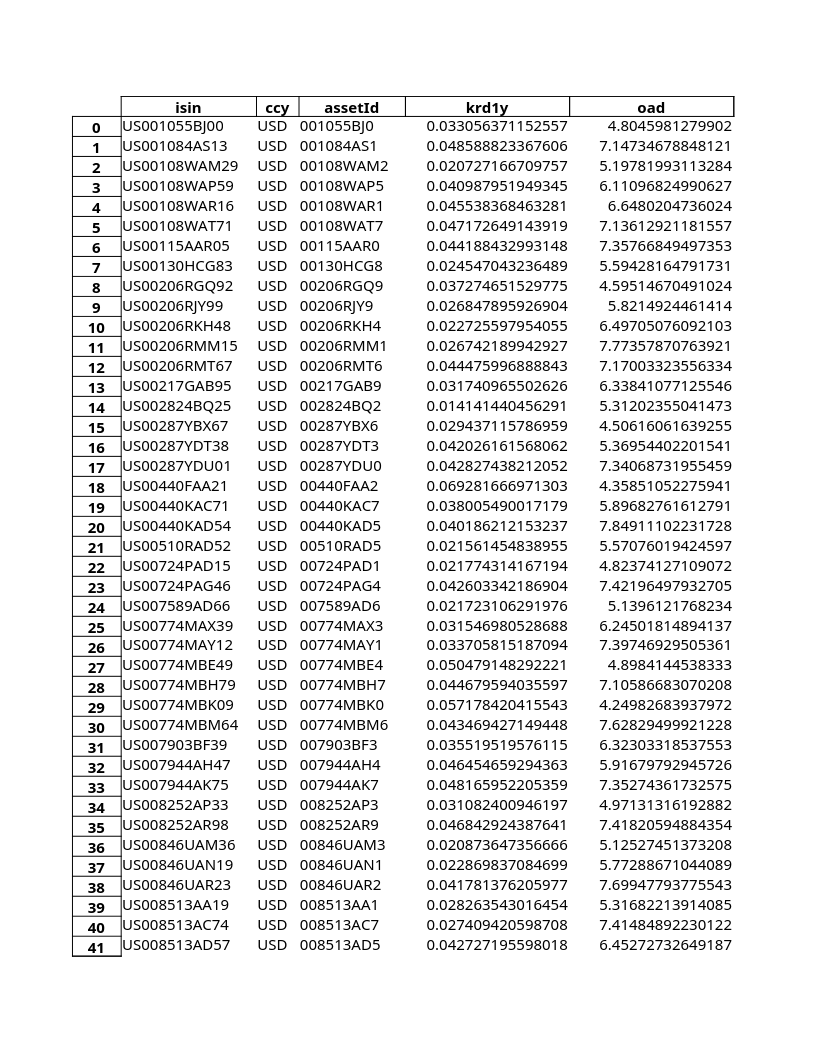 isin ccy assetId krd1y oad
0 US001055BJ00 USD 001055BJ0 0.033056371152557 4.8045981279902
1 US001084AS13 USD 001084AS1 0.048588823367606 7.14734678848121
2 US00108WAM29 USD 00108WAM2 0.020727166709757 5.19781993113284
3 US00108WAP59 USD 00108WAP5 0.040987951949345 6.11096824990627
4 US00108WAR16 USD 00108WAR1 0.045538368463281 6.6480204736024
5 US00108WAT71 USD 00108WAT7 0.047172649143919 7.13612921181557
6 US00115AAR05 USD 00115AAR0 0.044188432993148 7.35766849497353
7 US00130HCG83 USD 00130HCG8 0.024547043236489 5.59428164791731
8 US00206RGQ92 USD 00206RGQ9 0.037274651529775 4.59514670491024
9 US00206RJY99 USD 00206RJY9 0.026847895926904 5.8214924461414
10 US00206RKH48 USD 00206RKH4 0.022725597954055 6.49705076092103
11 US00206RMM15 USD 00206RMM1 0.026742189942927 7.77357870763921
12 US00206RMT67 USD 00206RMT6 0.044475996888843 7.17003323556334
13 US00217GAB95 USD 00217GAB9 0.031740965502626 6.33841077125546
14 US002824BQ25 USD 002824BQ2 0.014141440456291 5.31202355041473
15 US00287YBX67 USD 00287YBX6 0.029437115786959 4.50616061639255
16 US00287YDT38 USD 00287YDT3 0.042026161568062 5.36954402201541
17 US00287YDU01 USD 00287YDU0 0.042827438212052 7.34068731955459
18 US00440FAA21 USD 00440FAA2 0.069281666971303 4.35851052275941
19 US00440KAC71 USD 00440KAC7 0.038005490017179 5.89682761612791
20 US00440KAD54 USD 00440KAD5 0.040186212153237 7.84911102231728
21 US00510RAD52 USD 00510RAD5 0.021561454838955 5.57076019424597
22 US00724PAD15 USD 00724PAD1 0.021774314167194 4.82374127109072
23 US00724PAG46 USD 00724PAG4 0.042603342186904 7.42196497932705
24 US007589AD66 USD 007589AD6 0.021723106291976 5.1396121768234
25 US00774MAX39 USD 00774MAX3 0.031546980528688 6.24501814894137
26 US00774MAY12 USD 00774MAY1 0.033705815187094 7.39746929505361
27 US00774MBE49 USD 00774MBE4 0.050479148292221 4.8984144538333
28 US00774MBH79 USD 00774MBH7 0.044679594035597 7.10586683070208
29 US00774MBK09 USD 00774MBK0 0.057178420415543 4.24982683937972
30 US00774MBM64 USD 00774MBM6 0.043469427149448 7.62829499921228
31 US007903BF39 USD 007903BF3 0.035519519576115 6.32303318537553
32 US007944AH47 USD 007944AH4 0.046454659294363 5.91679792945726
33 US007944AK75 USD 007944AK7 0.048165952205359 7.35274361732575
34 US008252AP33 USD 008252AP3 0.031082400946197 4.97131316192882
35 US008252AR98 USD 008252AR9 0.046842924387641 7.41820594884354
36 US00846UAM36 USD 00846UAM3 0.020873647356666 5.12527451373208
37 US00846UAN19 USD 00846UAN1 0.022869837084699 5.77288671044089
38 US00846UAR23 USD 00846UAR2 0.041781376205977 7.69947793775543
39 US008513AA19 USD 008513AA1 0.028263543016454 5.31682213914085
40 US008513AC74 USD 008513AC7 0.027409420598708 7.41484892230122
41 US008513AD57 USD 008513AD5 0.042727195598018 6.45272732649187